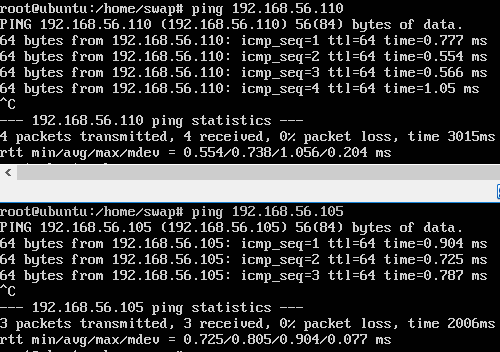 root@ubuntu:/home/swap# ping 192.168.56.110
PING 192.168.56.110 (192.168.56.110) 56(84) bytes of data.
64 bytes from 192.168.56.110: icmp_seq=1 ttl=64 time=0.777 ms
64 bytes from 192.168.56.110: icmp_seq=2 ttl=64 time=0.554 ms
64 bytes from 192.168.56.110: icmp_seq=3 ttl=64 time=0.566 ms
64 bytes from 192.168.56.110: icmp_seq=4 ttl=64 time=1.05 ms
^C
--- 192.168.56.110 ping statistics ---
4 packets transmitted, 4 received, 0% packet loss, time 3015ms
rtt min/avg/max/mdev = 0.554/0.738/1.056/0.204 ms
root@ubuntu:/home/swap# ping 192.168.56.105
PING 192.168.56.105 (192.168.56.105) 56(84) bytes of data.
64 bytes from 192.168.56.105: icmp_seq=1 ttl=64 time=0.904 ms
64 bytes from 192.168.56.105: icmp_seq=2 ttl=64 time=0.725 ms
64 bytes from 192.168.56.105: icmp_seq=3 ttl=64 time=0.787 ms
^C
--- 192.168.56.105 ping statistics ---
3 packets transmitted, 3 received, 0% packet loss, time 2006ms
rtt min/avg/max/mdev = 0.725/0.805/0.904/0.077 ms